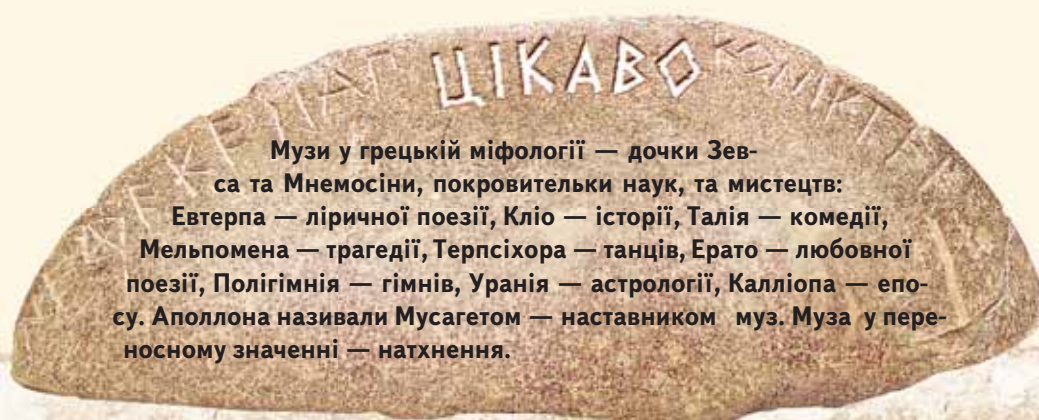 ЦІКАВО
Музи у грецькій міфології — дочки Зев-
са та Мнемосіни, покровительки наук, та мистецтв:
Евтерпа — ліричної поезії, Кліо — історії, Талія — комедії,
Мельпомена — трагедії, Терпсіхора — танців, Ерато — любовної
поезії, Полігімнія — гімнів, Уранія — астрології, Калліопа — епо-
су. Аполлона називали Мусагетом — наставником муз. Муза у пере-
носному значенні — натхнення.